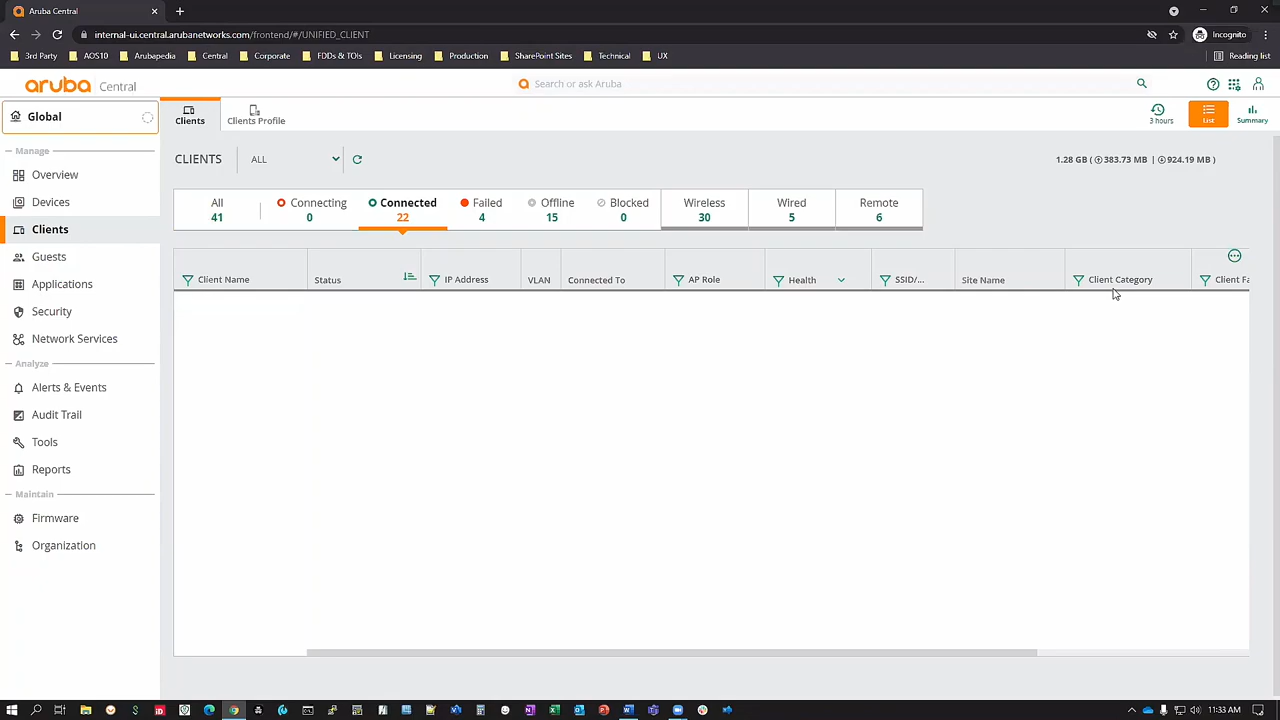 Aruba Central
internal-ui.central.arubanetworks.com/frontend/#/UNIFIED_CLIENT
Incognito
3rd Party
AOS10
Arubapedia
Central
Corporate
FDDs & TOIs
Licensing
Production
SharePoint Sites
Technical
UX
Reading list
aruba Central
Search or ask Aruba
Global
Clients
Clients Profile
3 hours
List
Summary
Manage
Overview
Devices
Clients
Guests
Applications
Security
Network Services
Analyze
Alerts & Events
Audit Trail
Tools
Reports
Maintain
Firmware
Organization
CLIENTS
ALL
1.28 GB ( 383.73 MB | 924.19 MB )
All
41
Connecting
0
Connected
22
Failed
4
Offline
15
Blocked
0
Wireless
30
Wired
5
Remote
6
Client Name
Status
IP Address
VLAN
Connected To
AP Role
Health
SSID/...
Site Name
Client Category
Client Fa
11:33 AM